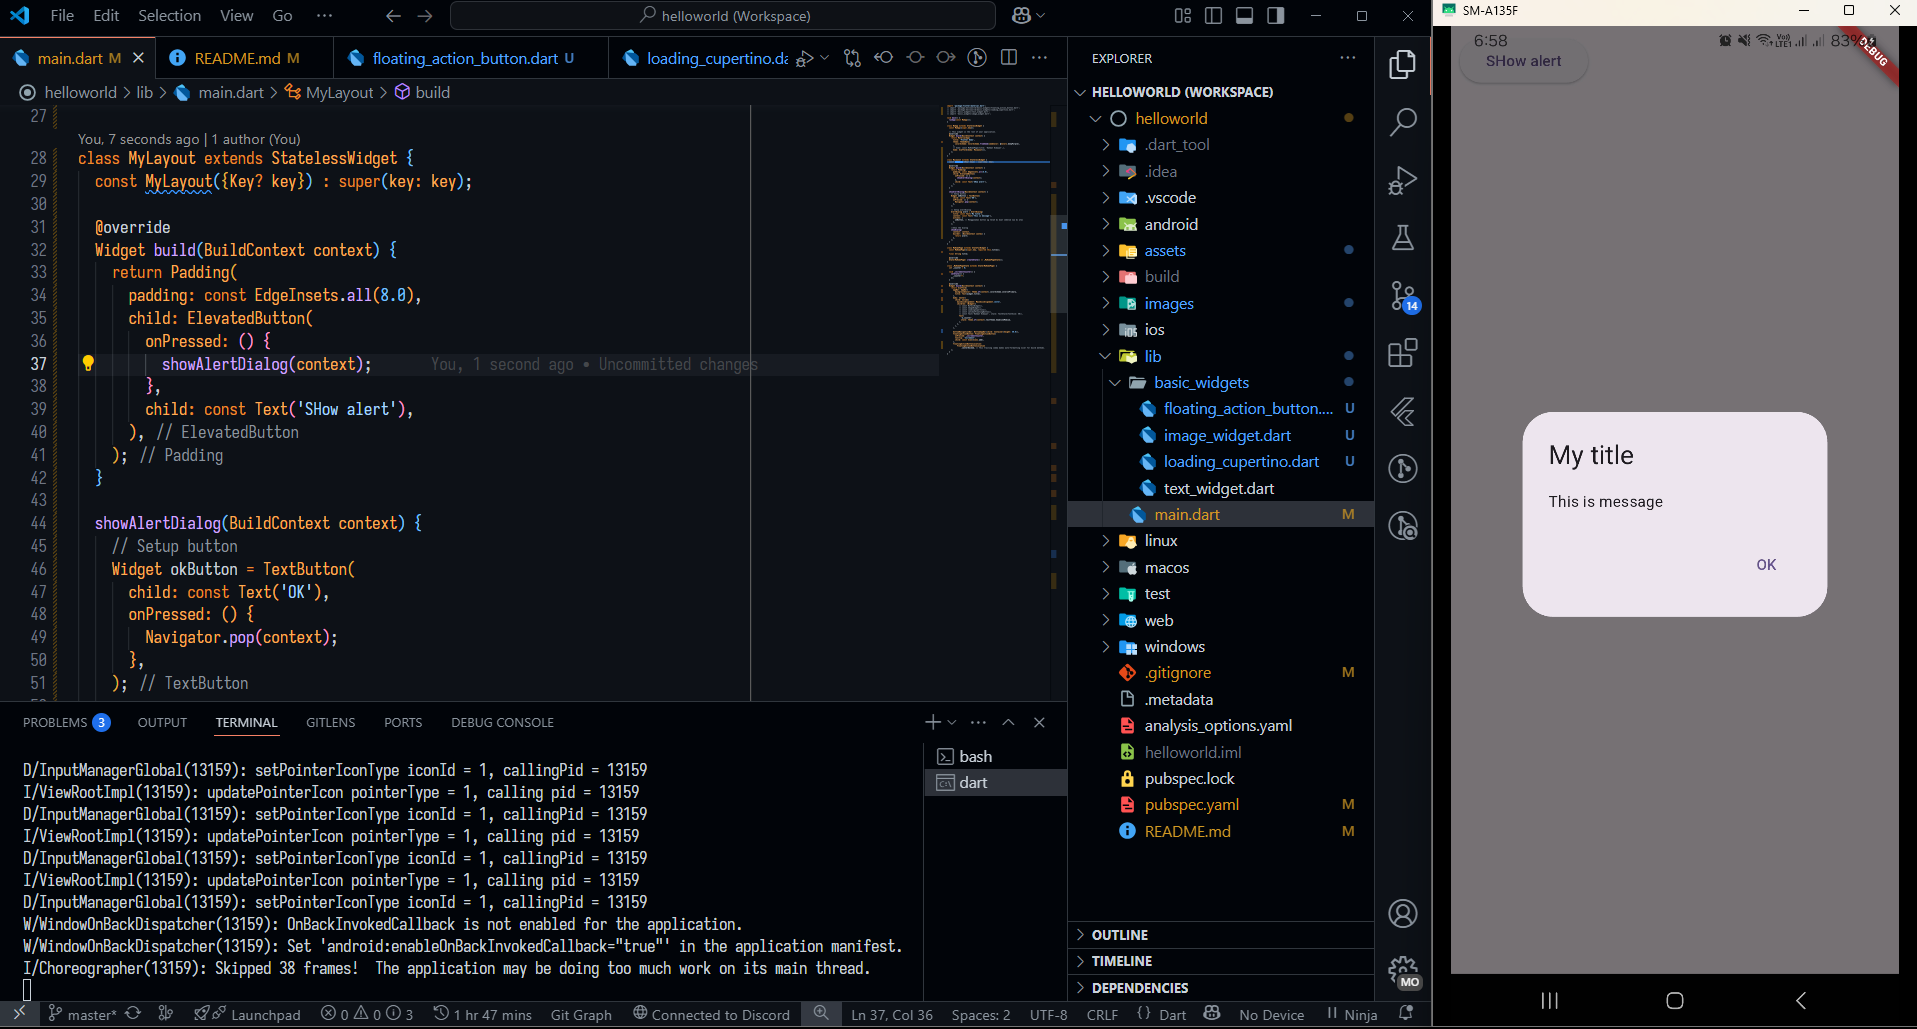 File Edit Selection View Go ··· helloworld (Workspace)
main.dart M README.md M floating_action_button.dart U loading_cupertino.da
helloworld > lib > main.dart > MyLayout > build
27
You, 7 seconds ago | 1 author (You)
28 class MyLayout extends StatelessWidget {
29 const MyLayout({Key? key}) : super(key: key);
30
31 @override
32 Widget build(BuildContext context) {
33 return Padding(
34 padding: const EdgeInsets.all(8.0),
35 child: ElevatedButton(
36 onPressed: () {
37 showAlertDialog(context); You, 1 second ago • Uncommitted changes
38 },
39 child: const Text('SHow alert'),
40 ), // ElevatedButton
41 ); // Padding
42 }
43
44 showAlertDialog(BuildContext context) {
45 // Setup button
46 Widget okButton = TextButton(
47 child: const Text('OK'),
48 onPressed: () {
49 Navigator.pop(context);
50 },
51 ); // TextButton
PROBLEMS 3 OUTPUT TERMINAL GITLENS PORTS DEBUG CONSOLE
D/InputManagerGlobal(13159): setPointerIconType iconId = 1, callingPid = 13159
I/ViewRootImpl(13159): updatePointerIcon pointerType = 1, calling pid = 13159
D/InputManagerGlobal(13159): setPointerIconType iconId = 1, callingPid = 13159
I/ViewRootImpl(13159): updatePointerIcon pointerType = 1, calling pid = 13159
D/InputManagerGlobal(13159): setPointerIconType iconId = 1, callingPid = 13159
I/ViewRootImpl(13159): updatePointerIcon pointerType = 1, calling pid = 13159
D/InputManagerGlobal(13159): setPointerIconType iconId = 1, callingPid = 13159
W/WindowOnBackDispatcher(13159): OnBackInvokedCallback is not enabled for the application.
W/WindowOnBackDispatcher(13159): Set 'android:enableOnBackInvokedCallback="true"' in the application manifest.
I/Choreographer(13159): Skipped 38 frames! The application may be doing too much work on its main thread.
bash
dart
EXPLORER
HELLOWORLD (WORKSPACE)
helloworld
.dart_tool
.idea
.vscode
android
assets
build
images
ios
lib
basic_widgets
floating_action_button.... U
image_widget.dart U
loading_cupertino.dart U
text_widget.dart
main.dart M
linux
macos
test
web
windows
.gitignore M
.metadata
analysis_options.yaml
helloworld.iml
pubspec.lock
pubspec.yaml M
README.md M
OUTLINE
TIMELINE
DEPENDENCIES
14
MO
master* Launchpad 0 0 3 1 hr 47 mins Git Graph Connected to Discord Ln 37, Col 36 Spaces: 2 UTF-8 CRLF {} Dart No Device Ninja
SM-A135F
6:58 Vo) LTE1 83%
DEBUG
SHow alert
My title
This is message
OK